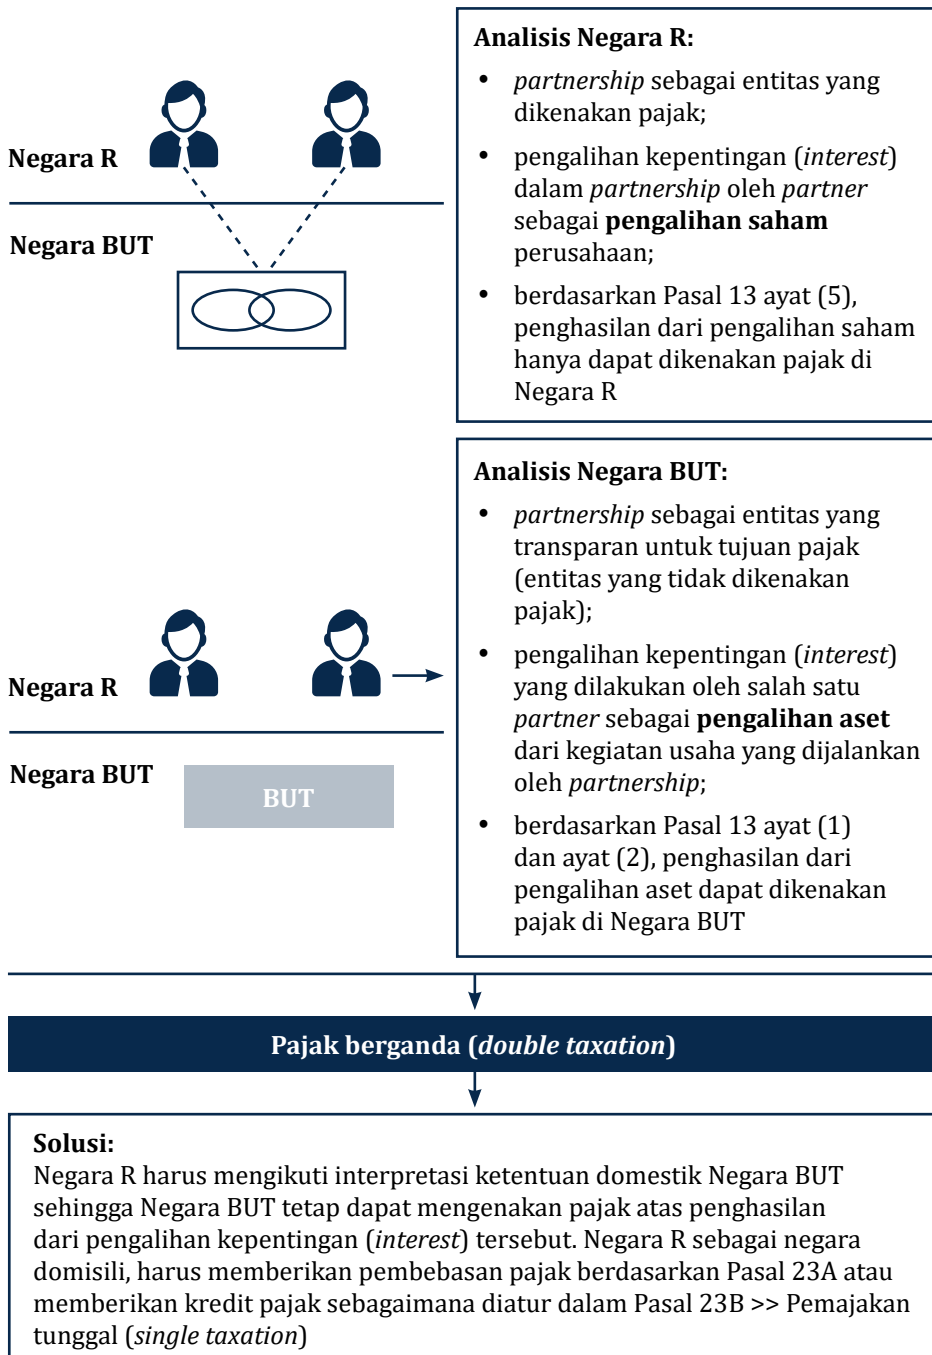 Negara R
Negara BUT
Analisis Negara R:
• partnership sebagai entitas yang
dikenakan pajak;
• pengalihan kepentingan (interest)
dalam partnership oleh partner
sebagai pengalihan saham
perusahaan;
• berdasarkan Pasal 13 ayat (5),
penghasilan dari pengalihan saham
hanya dapat dikenakan pajak di
Negara R
Negara R
Negara BUT
BUT
Analisis Negara BUT:
• partnership sebagai entitas yang
transparan untuk tujuan pajak
(entitas yang tidak dikenakan
pajak);
• pengalihan kepentingan (interest)
yang dilakukan oleh salah satu
partner sebagai pengalihan aset
dari kegiatan usaha yang dijalankan
oleh partnership;
• berdasarkan Pasal 13 ayat (1)
dan ayat (2), penghasilan dari
pengalihan aset dapat dikenakan
pajak di Negara BUT
Pajak berganda (double taxation)
Solusi:
Negara R harus mengikuti interpretasi ketentuan domestik Negara BUT
sehingga Negara BUT tetap dapat mengenakan pajak atas penghasilan
dari pengalihan kepentingan (interest) tersebut. Negara R sebagai negara
domisili, harus memberikan pembebasan pajak berdasarkan Pasal 23A atau
memberikan kredit pajak sebagaimana diatur dalam Pasal 23B >> Pemajakan
tunggal (single taxation)